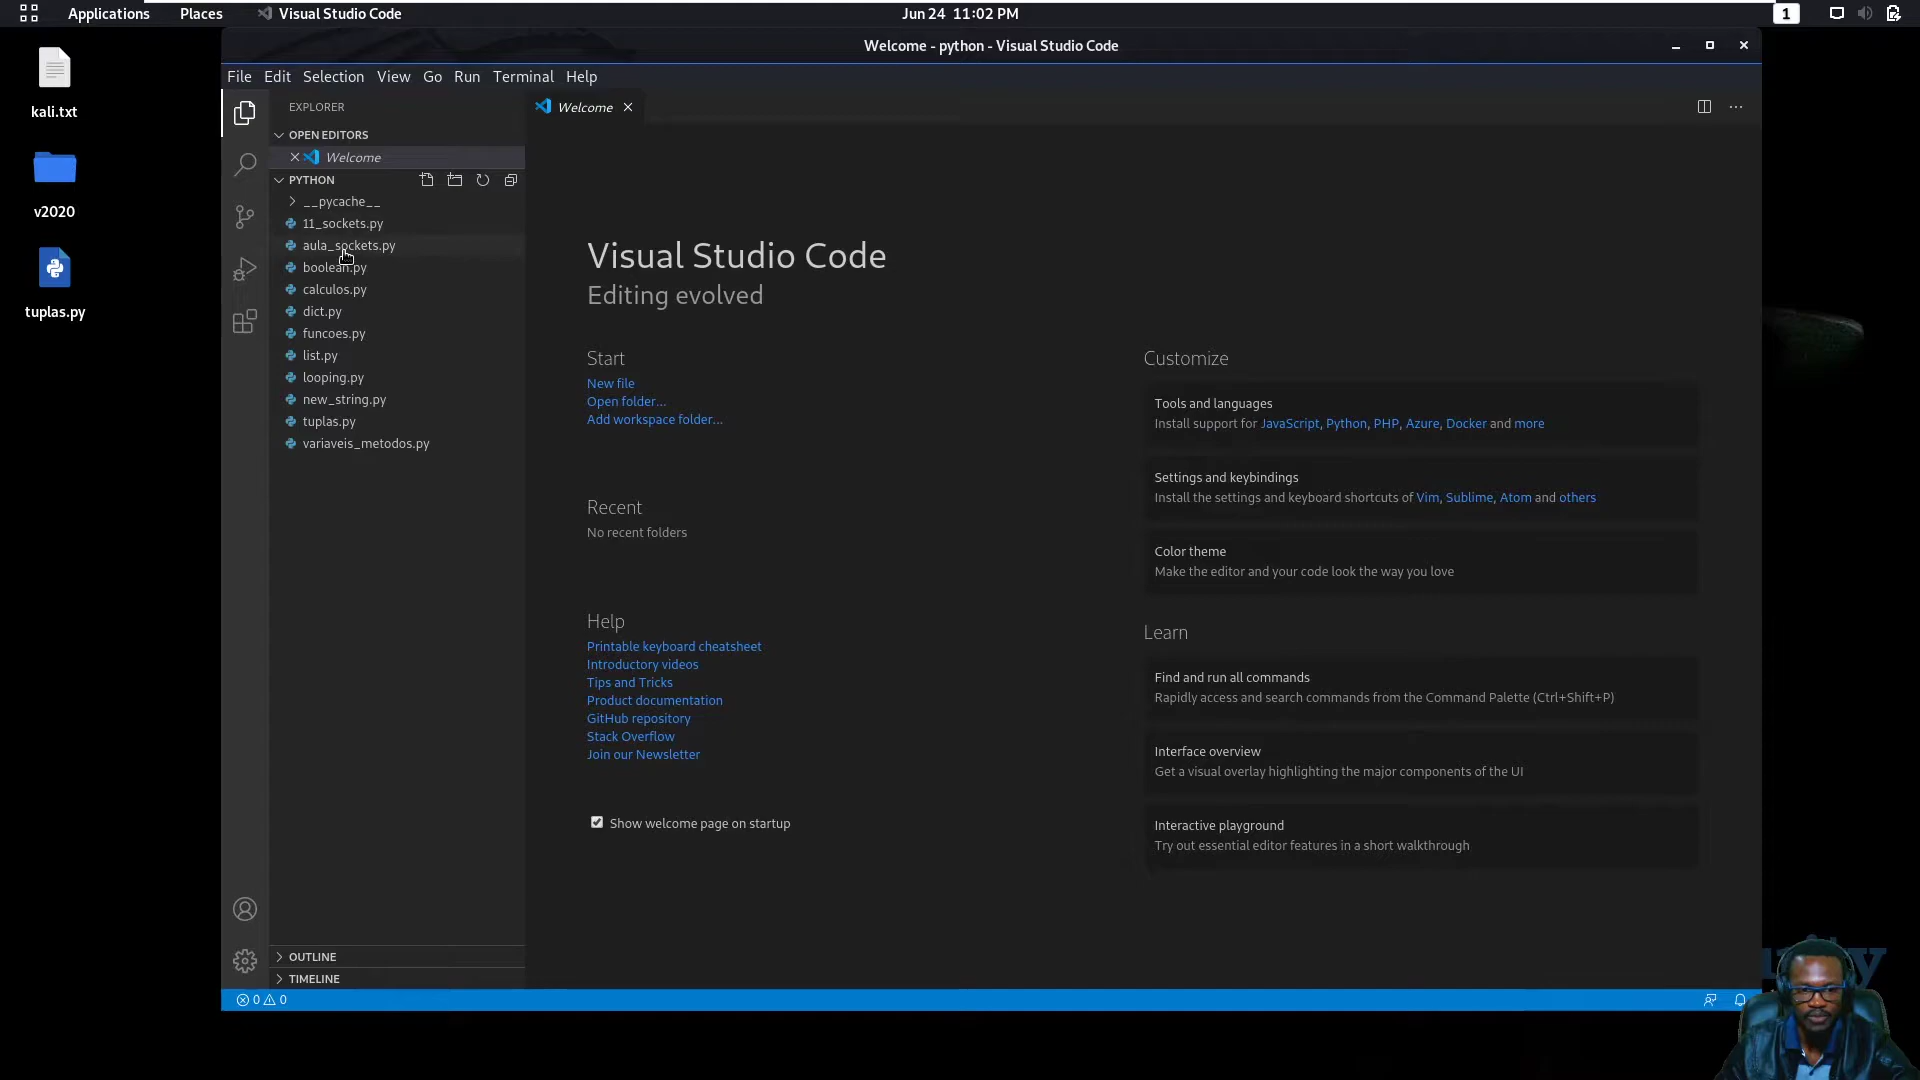 Applications Places Visual Studio Code Jun 24 11:02 PM 1
kali.txt
v2020
tuplas.py
Welcome - python - Visual Studio Code
File Edit Selection View Go Run Terminal Help
EXPLORER
OPEN EDITORS
Welcome
PYTHON
__pycache__
11_sockets.py
aula_sockets.py
boolean.py
calculos.py
dict.py
funcoes.py
list.py
looping.py
new_string.py
tuplas.py
variaveis_metodos.py
OUTLINE
TIMELINE
0 0
Welcome
Visual Studio Code
Editing evolved
Start
New file
Open folder...
Add workspace folder...
Recent
No recent folders
Help
Printable keyboard cheatsheet
Introductory videos
Tips and Tricks
Product documentation
GitHub repository
Stack Overflow
Join our Newsletter
Show welcome page on startup
Customize
Tools and languages
Install support for JavaScript, Python, PHP, Azure, Docker and more
Settings and keybindings
Install the settings and keyboard shortcuts of Vim, Sublime, Atom and others
Color theme
Make the editor and your code look the way you love
Learn
Find and run all commands
Rapidly access and search commands from the Command Palette (Ctrl+Shift+P)
Interface overview
Get a visual overlay highlighting the major components of the UI
Interactive playground
Try out essential editor features in a short walkthrough